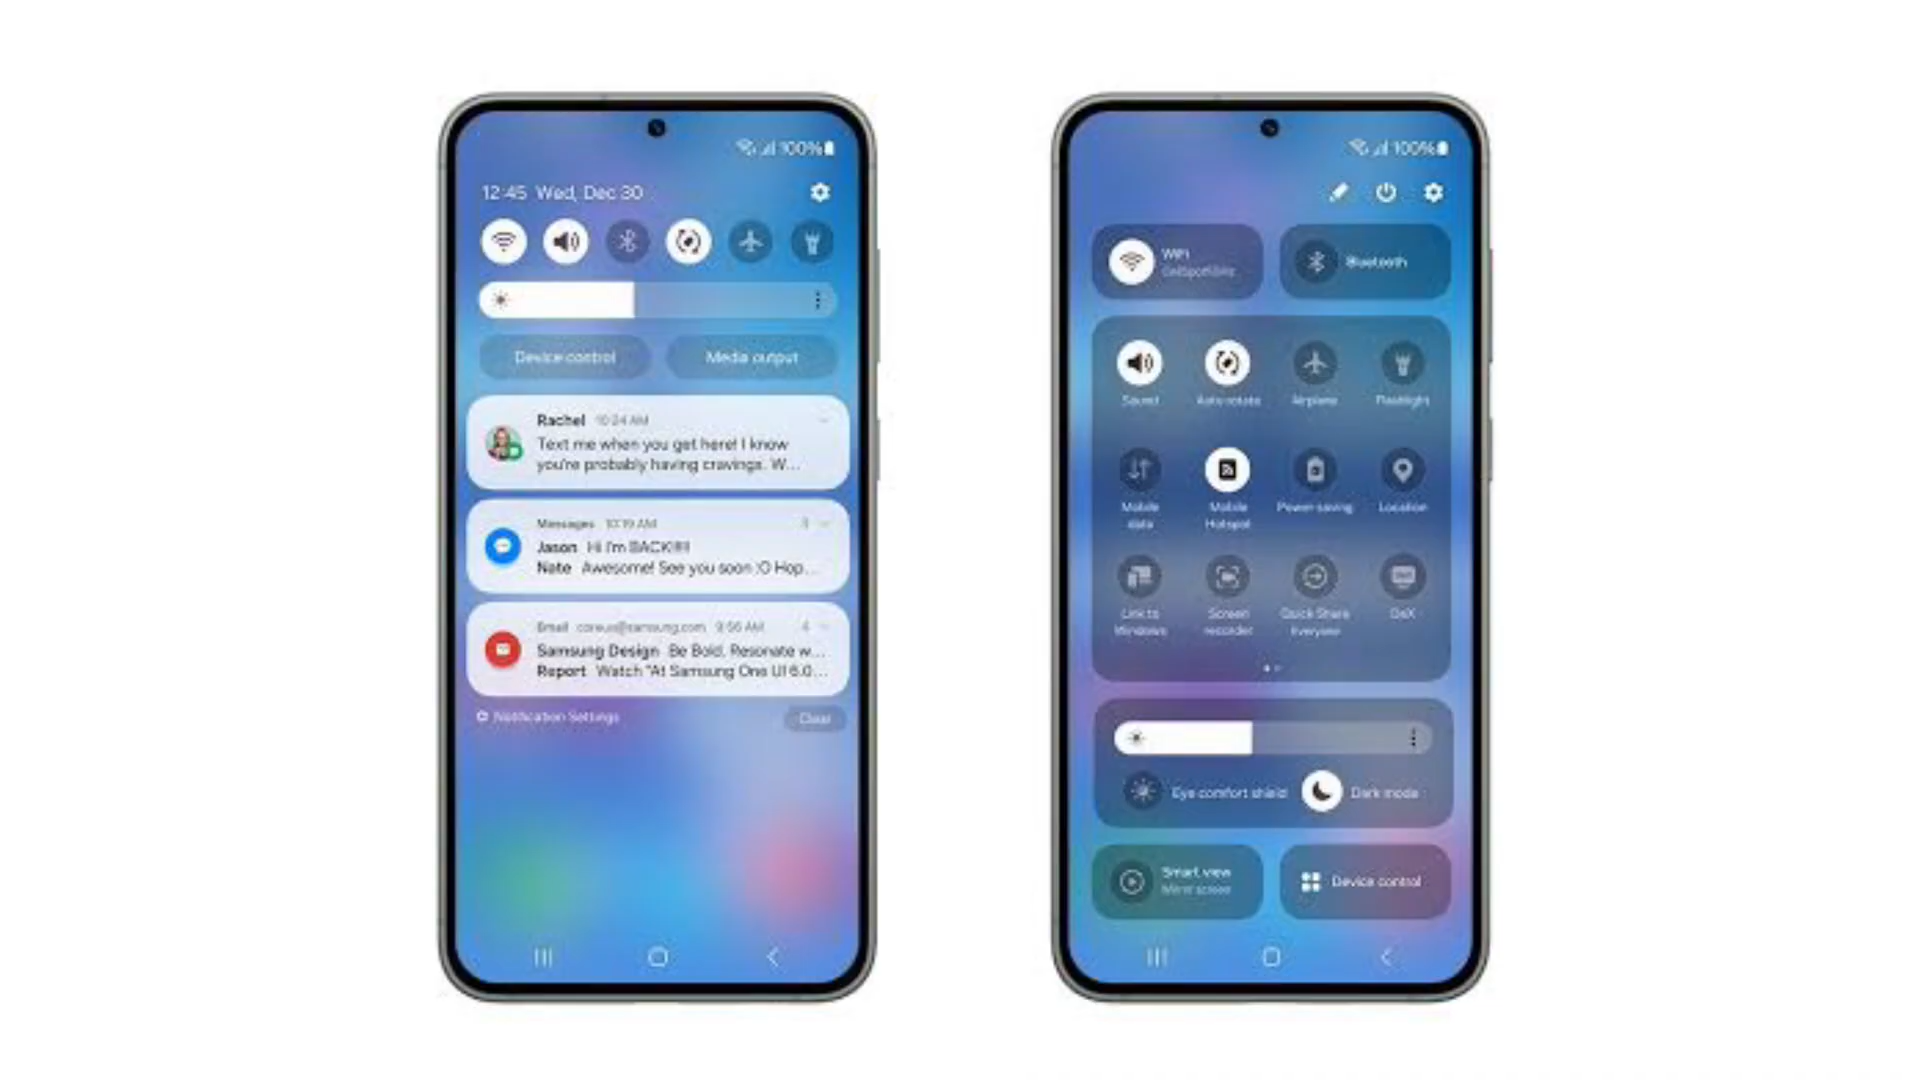 100%
12:45 Wed, Dec 30
Device control
Media output
Rachel 10:24 AM
Text me when you get here! I know
you're probably having cravings. W...
Messages 10:19 AM 3
Jason Hi I'm BACK!!!!
Nate Awesome! See you soon :O Hop...
Email @samsung.com 9:56 AM 4
Samsung Design Be Bold. Resonate w...
Report Watch "At Samsung One UI 6.0...
Notification Settings
Clear
100%
WiFi
Bluetooth
Sound
Auto rotate
Airplane
Flashlight
Mobile
data
Mobile
Hotspot
Power saving
Location
Link to
Windows
Screen
recorder
Quick Share
Everyone
DeX
Eye comfort shield
Dark mode
Smart view
Mirror screen
Device control